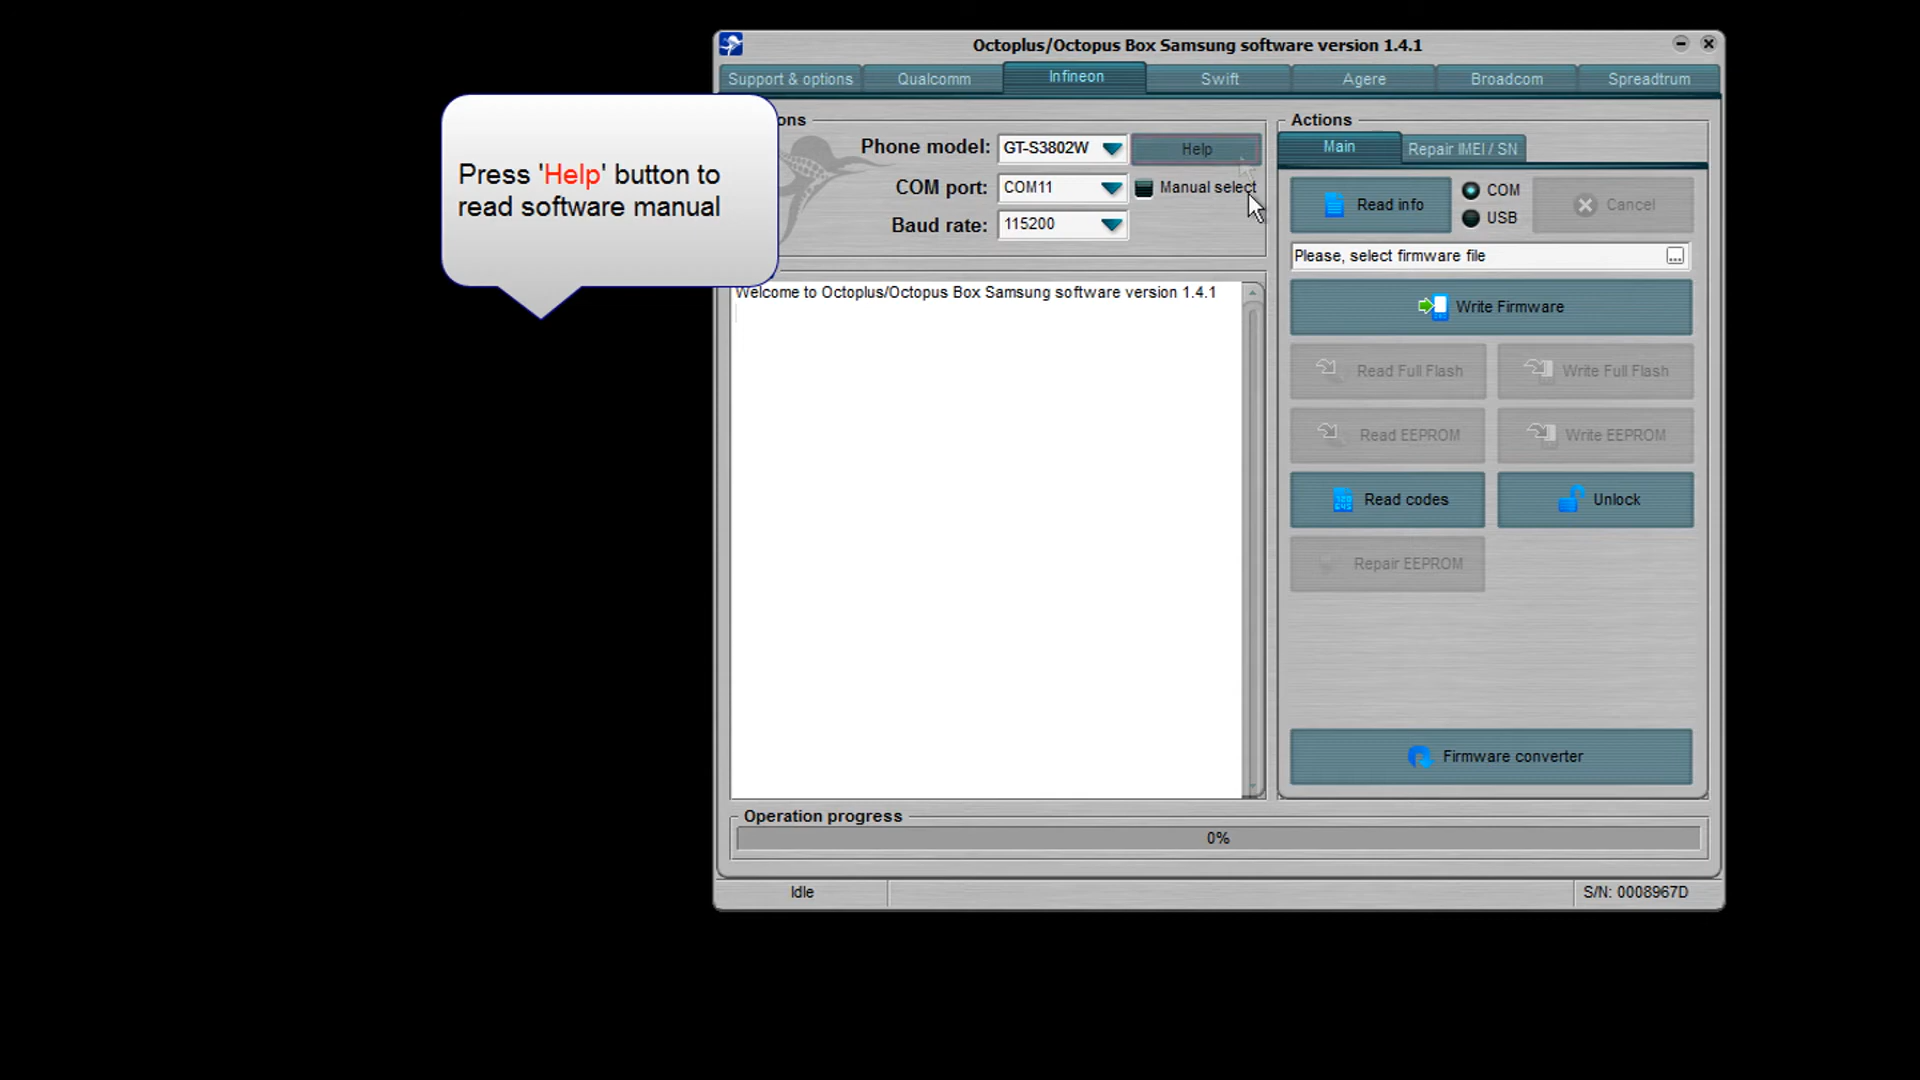 Octoplus/Octopus Box Samsung software version 1.4.1
Support & options
Qualcomm
Infineon
Swift
Agere
Broadcom
Spreadtrum
Press 'Help' button to
read software manual
ons
Phone model:
GT-S3802W
Help
COM port:
COM11
Manual select
Baud rate:
115200
Welcome to Octoplus/Octopus Box Samsung software version 1.4.1
Actions
Main
Repair IMEI / SN
Read info
COM
USB
Cancel
Please, select firmware file
...
Write Firmware
Read Full Flash
Write Full Flash
Read EEPROM
Write EEPROM
Read codes
Unlock
Repair EEPROM
Firmware converter
Operation progress
0%
Idle
S/N: 0008967D